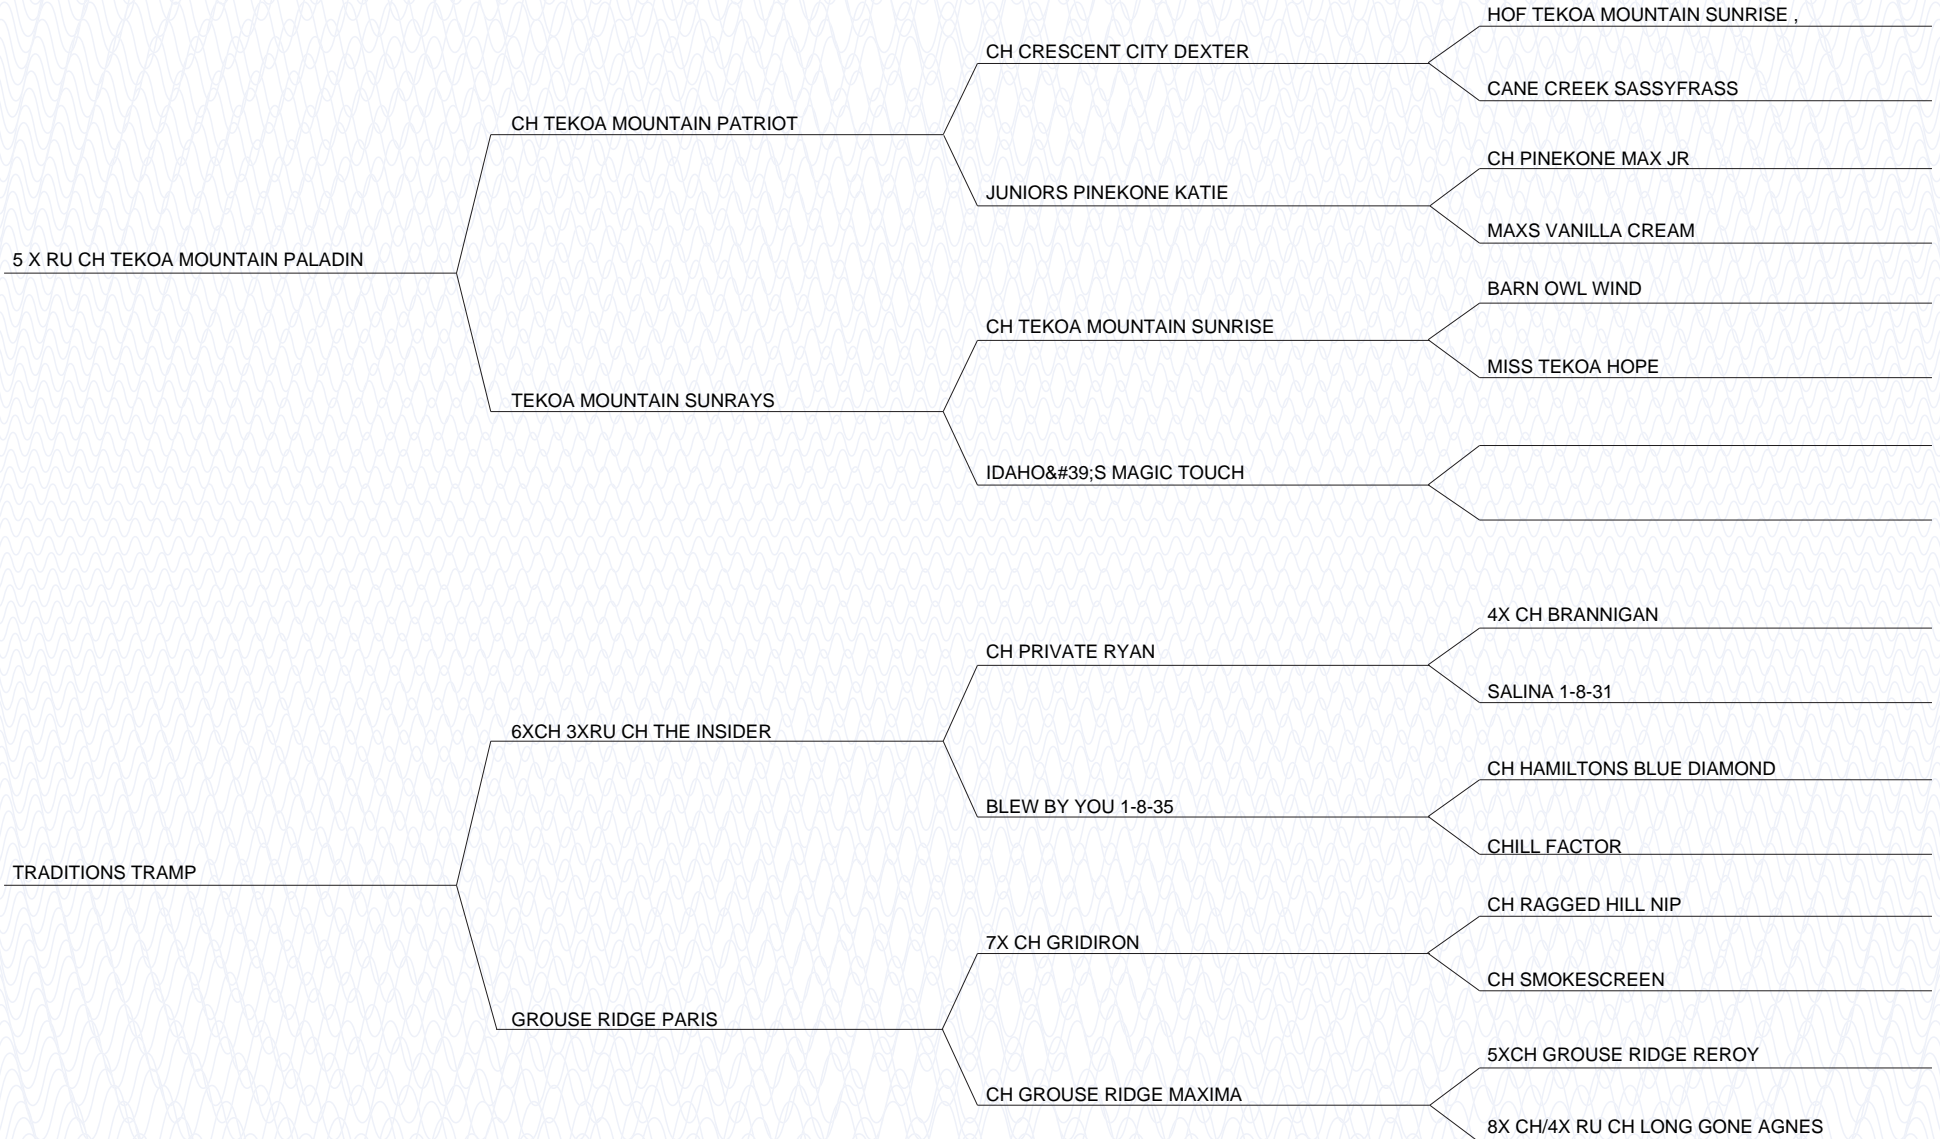 HOF TEKOA MOUNTAIN SUNRISE ,
CH CRESCENT CITY DEXTER
CANE CREEK SASSYFRASS
CH TEKOA MOUNTAIN PATRIOT
CH PINEKONE MAX JR
JUNIORS PINEKONE KATIE
MAXS VANILLA CREAM
5 X RU CH TEKOA MOUNTAIN PALADIN
BARN OWL WIND
CH TEKOA MOUNTAIN SUNRISE
MISS TEKOA HOPE
TEKOA MOUNTAIN SUNRAYS
IDAHO&#39;S MAGIC TOUCH
4X CH BRANNIGAN
CH PRIVATE RYAN
SALINA 1-8-31
6XCH 3XRU CH THE INSIDER
CH HAMILTONS BLUE DIAMOND
BLEW BY YOU 1-8-35
CHILL FACTOR
TRADITIONS TRAMP
CH RAGGED HILL NIP
7X CH GRIDIRON
CH SMOKESCREEN
GROUSE RIDGE PARIS
5XCH GROUSE RIDGE REROY
CH GROUSE RIDGE MAXIMA
8X CH/4X RU CH LONG GONE AGNES